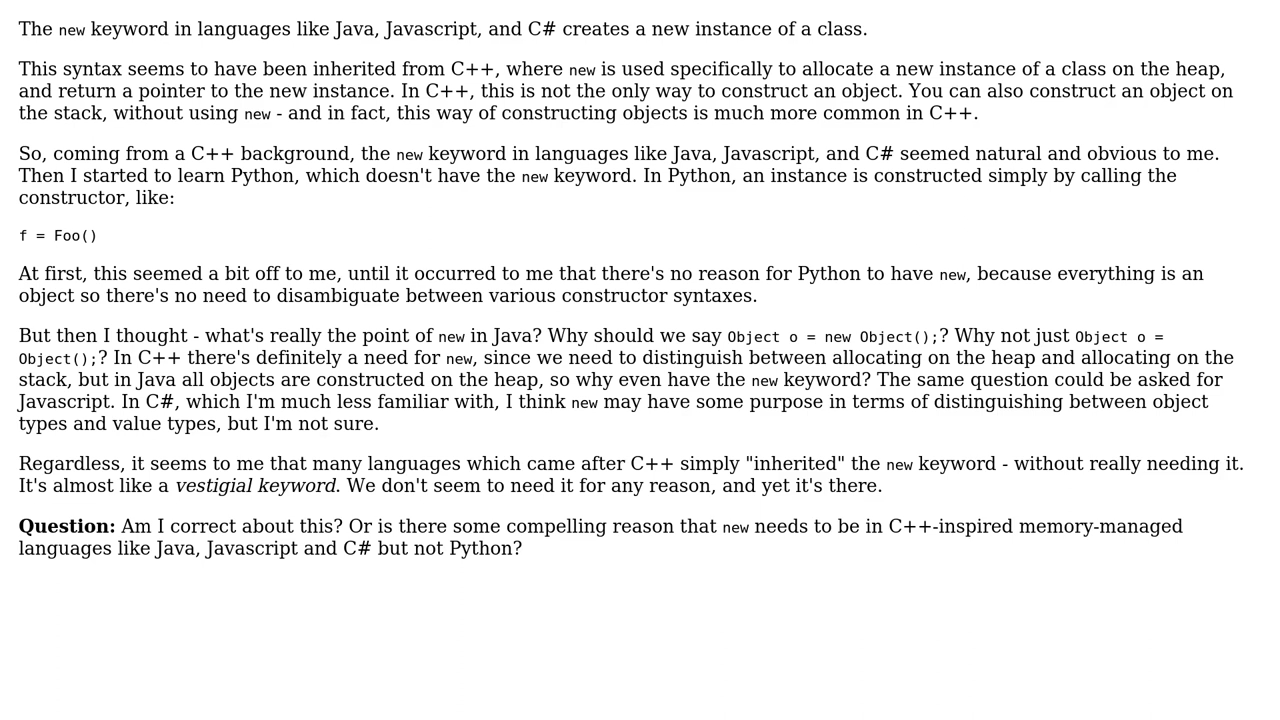 The new keyword in languages like Java, Javascript, and C# creates a new instance of a class.
This syntax seems to have been inherited from C++, where new is used specifically to allocate a new instance of a class on the heap,
and return a pointer to the new instance. In C++, this is not the only way to construct an object. You can also construct an object on
the stack, without using new - and in fact, this way of constructing objects is much more common in C++.
So, coming from a C++ background, the new keyword in languages like Java, Javascript, and C# seemed natural and obvious to me.
Then I started to learn Python, which doesn't have the new keyword. In Python, an instance is constructed simply by calling the
constructor, like:
f = Foo()
At first, this seemed a bit off to me, until it occurred to me that there's no reason for Python to have new, because everything is an
object so there's no need to disambiguate between various constructor syntaxes.
But then I thought - what's really the point of new in Java? Why should we say Object o = new Object();? Why not just Object o =
Object();? In C++ there's definitely a need for new, since we need to distinguish between allocating on the heap and allocating on the
stack, but in Java all objects are constructed on the heap, so why even have the new keyword? The same question could be asked for
Javascript. In C#, which I'm much less familiar with, I think new may have some purpose in terms of distinguishing between object
types and value types, but I'm not sure.
Regardless, it seems to me that many languages which came after C++ simply "inherited" the new keyword - without really needing it.
It's almost like a vestigial keyword. We don't seem to need it for any reason, and yet it's there.
Question: Am I correct about this? Or is there some compelling reason that new needs to be in C++-inspired memory-managed
languages like Java, Javascript and C# but not Python?